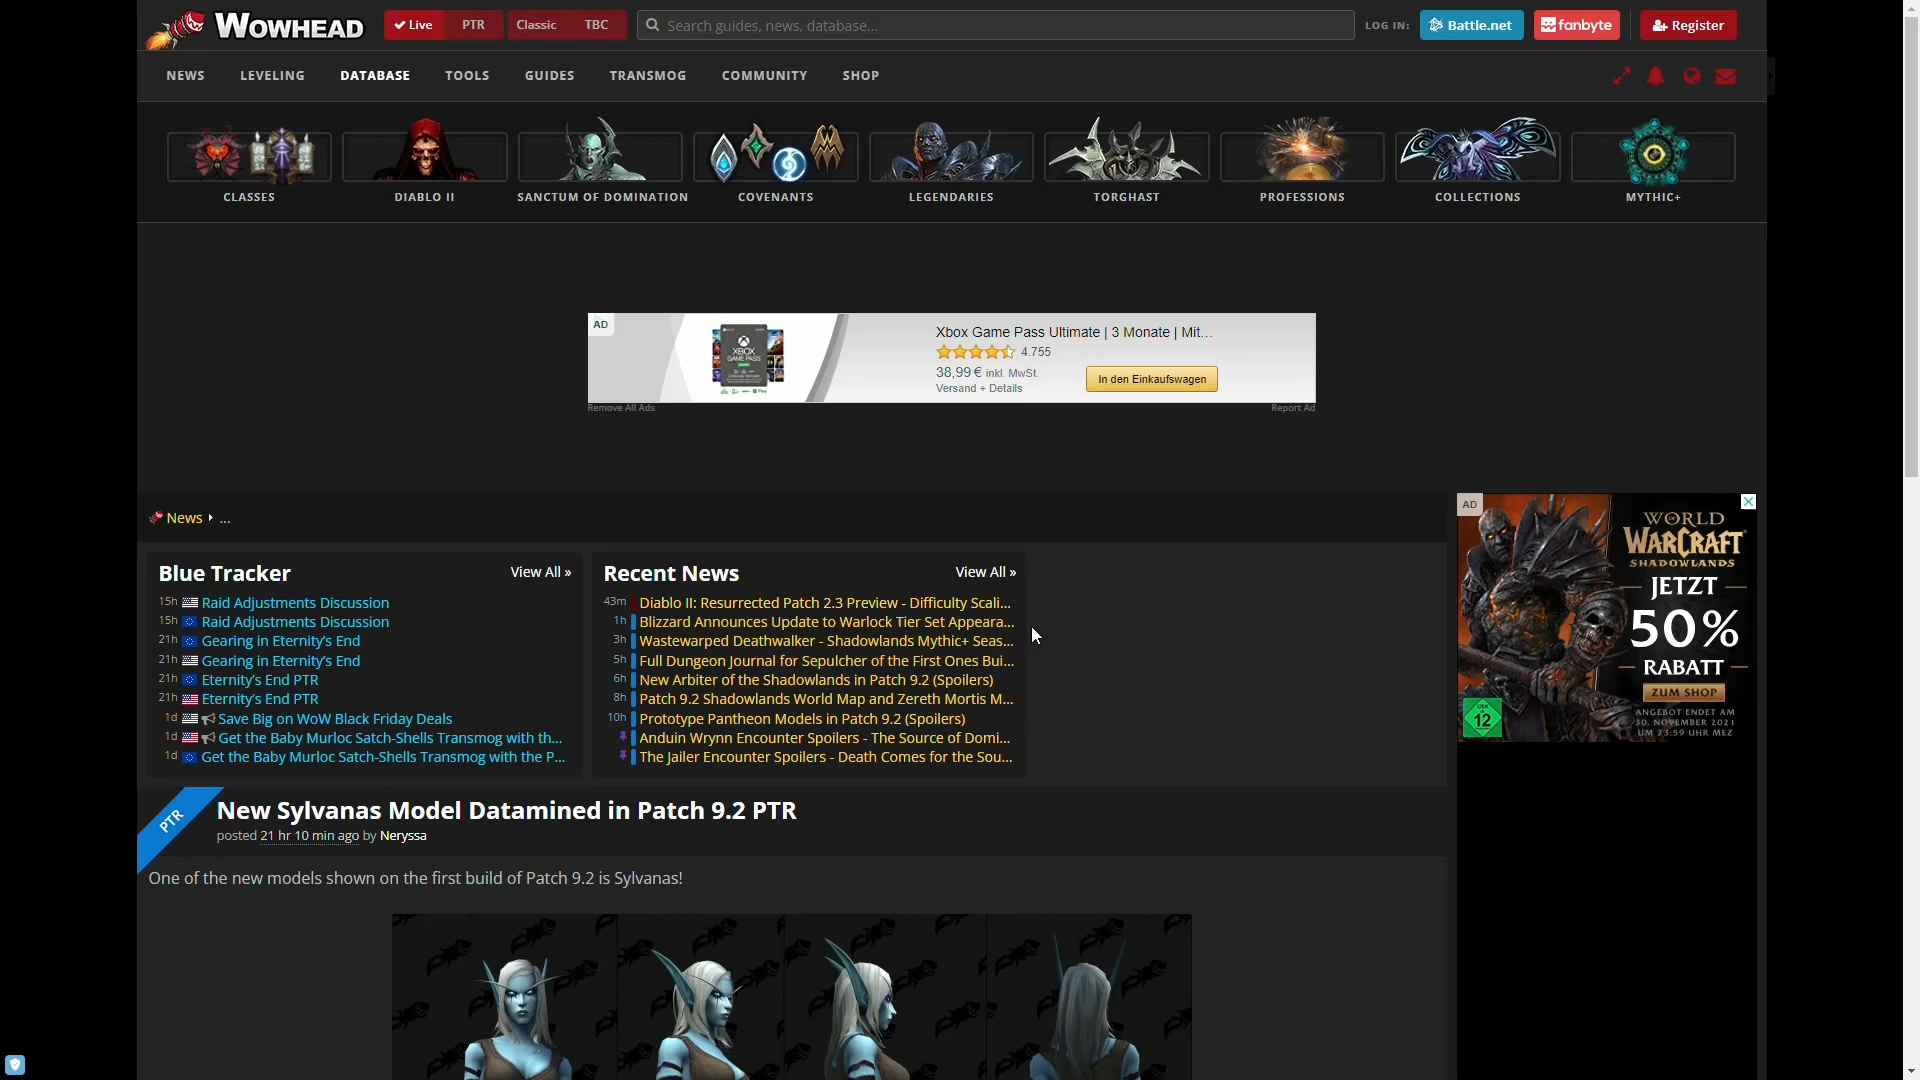 WOWHEAD
Live PTR Classic TBC
Search guides, news, database...
LOG IN: Battle.net fanbyte Register
NEWS LEVELING DATABASE TOOLS GUIDES TRANSMOG COMMUNITY SHOP
CLASSES DIABLO II SANCTUM OF DOMINATION COVENANTS LEGENDARIES TORGHAST PROFESSIONS COLLECTIONS MYTHIC+
AD
XBOX
GAME PASS
Xbox Game Pass Ultimate | 3 Monate | Mit...
4.755
38,99 € inkl. MwSt.
Versand + Details
In den Einkaufswagen
Remove All Ads
Report Ad
News ...
Blue Tracker
View All »
15h Raid Adjustments Discussion
15h Raid Adjustments Discussion
21h Gearing in Eternity's End
21h Gearing in Eternity's End
21h Eternity's End PTR
21h Eternity's End PTR
1d Save Big on WoW Black Friday Deals
1d Get the Baby Murloc Satch-Shells Transmog with th...
1d Get the Baby Murloc Satch-Shells Transmog with the P...
Recent News
View All »
43m Diablo II: Resurrected Patch 2.3 Preview - Difficulty Scali...
1h Blizzard Announces Update to Warlock Tier Set Appeara...
3h Wastewarped Deathwalker - Shadowlands Mythic+ Seas...
5h Full Dungeon Journal for Sepulcher of the First Ones Bui...
6h New Arbiter of the Shadowlands in Patch 9.2 (Spoilers)
8h Patch 9.2 Shadowlands World Map and Zereth Mortis M...
10h Prototype Pantheon Models in Patch 9.2 (Spoilers)
Anduin Wrynn Encounter Spoilers - The Source of Domi...
The Jailer Encounter Spoilers - Death Comes for the Sou...
AD
WORLD
OF
WARCRAFT
SHADOWLANDS
JETZT
50%
RABATT
ZUM SHOP
ANGEBOT ENDET AM
30. NOVEMBER 2021
UM 23:59 UHR MEZ
USK
12
PTR
New Sylvanas Model Datamined in Patch 9.2 PTR
posted 21 hr 10 min ago by Neryssa
One of the new models shown on the first build of Patch 9.2 is Sylvanas!